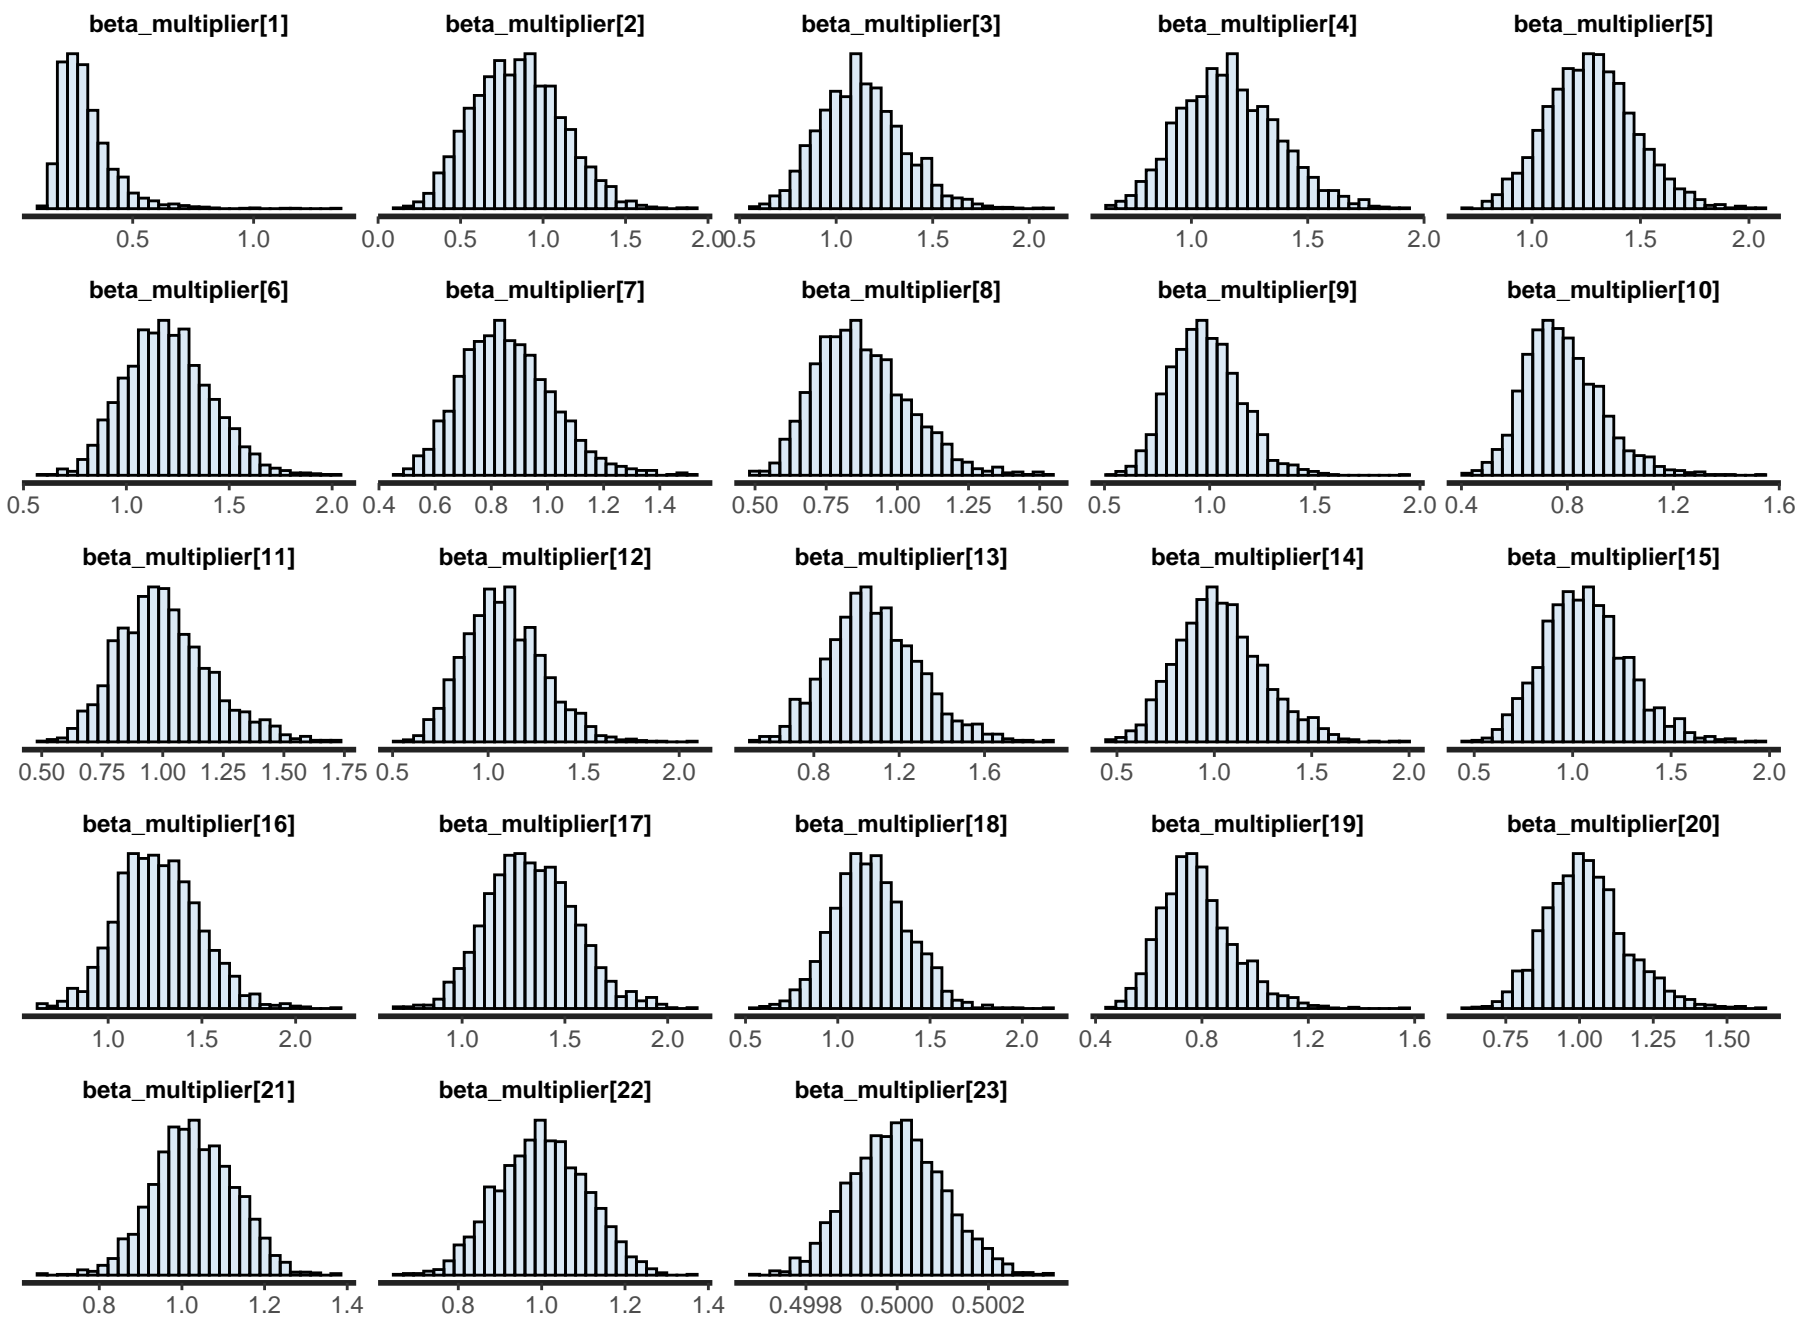 beta_multiplier[1] beta_multiplier[2] beta_multiplier[3] beta_multiplier[4] beta_multiplier[5]
0.5 1.0 0.0 0.5 1.0 1.5 2.0 0.5 1.0 1.5 2.0 1.0 1.5 2.0 1.0 1.5 2.0
beta_multiplier[6] beta_multiplier[7] beta_multiplier[8] beta_multiplier[9] beta_multiplier[10]
0.5 1.0 1.5 2.0 0.4 0.6 0.8 1.0 1.2 1.4 0.50 0.75 1.00 1.25 1.50 0.5 1.0 1.5 2.0 0.4 0.8 1.2 1.6
beta_multiplier[11] beta_multiplier[12] beta_multiplier[13] beta_multiplier[14] beta_multiplier[15]
0.50 0.75 1.00 1.25 1.50 1.75 0.5 1.0 1.5 2.0 0.8 1.2 1.6 0.5 1.0 1.5 2.0 0.5 1.0 1.5 2.0
beta_multiplier[16] beta_multiplier[17] beta_multiplier[18] beta_multiplier[19] beta_multiplier[20]
1.0 1.5 2.0 1.0 1.5 2.0 0.5 1.0 1.5 2.0 0.4 0.8 1.2 1.6 0.75 1.00 1.25 1.50
beta_multiplier[21] beta_multiplier[22] beta_multiplier[23]
0.8 1.0 1.2 1.4 0.8 1.0 1.2 1.4 0.4998 0.5000 0.5002